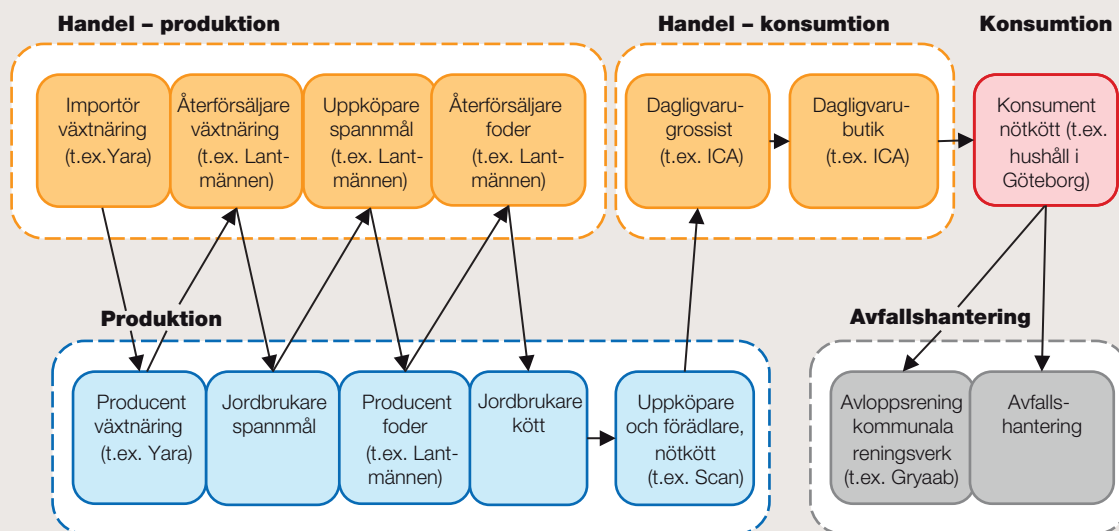 Handel – produktion
Importör
växtnäring
(t.ex.Yara)
Återförsäljare
växtnäring
(t.ex. Lant-
männen)
Uppköpare
spannmål
(t.ex. Lant-
männen)
Återförsäljare
foder
(t.ex. Lant-
männen)
Handel – konsumtion
Dagligvaru-
grossist
(t.ex. ICA)
Dagligvaru-
butik
(t.ex. ICA)
Konsumtion
Konsument
nötkött (t.ex.
hushåll i
Göteborg)
Produktion
Producent
växtnäring
(t.ex. Yara)
Jordbrukare
spannmål
Producent
foder
(t.ex. Lant-
männen)
Jordbrukare
kött
Uppköpare
och förädlare,
nötkött
(t.ex. Scan)
Avfallshantering
Avloppsrening
kommunala
reningsverk
(t.ex. Gryaab)
Avfalls-
hantering